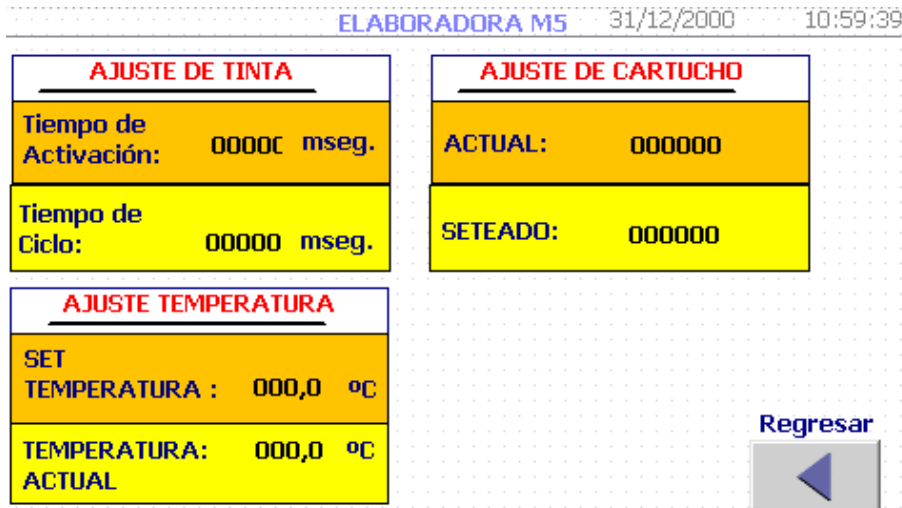 ELABORADORA M5 31/12/2000 10:59:39
AJUSTE DE TINTA
Tiempo de
Activación: 00000 mseg.
Tiempo de
Ciclo: 00000 mseg.
AJUSTE DE CARTUCHO
ACTUAL: 000000
SETEADO: 000000
AJUSTE TEMPERATURA
SET
TEMPERATURA : 000,0 ºC
TEMPERATURA: 000,0 ºC
ACTUAL
Regresar